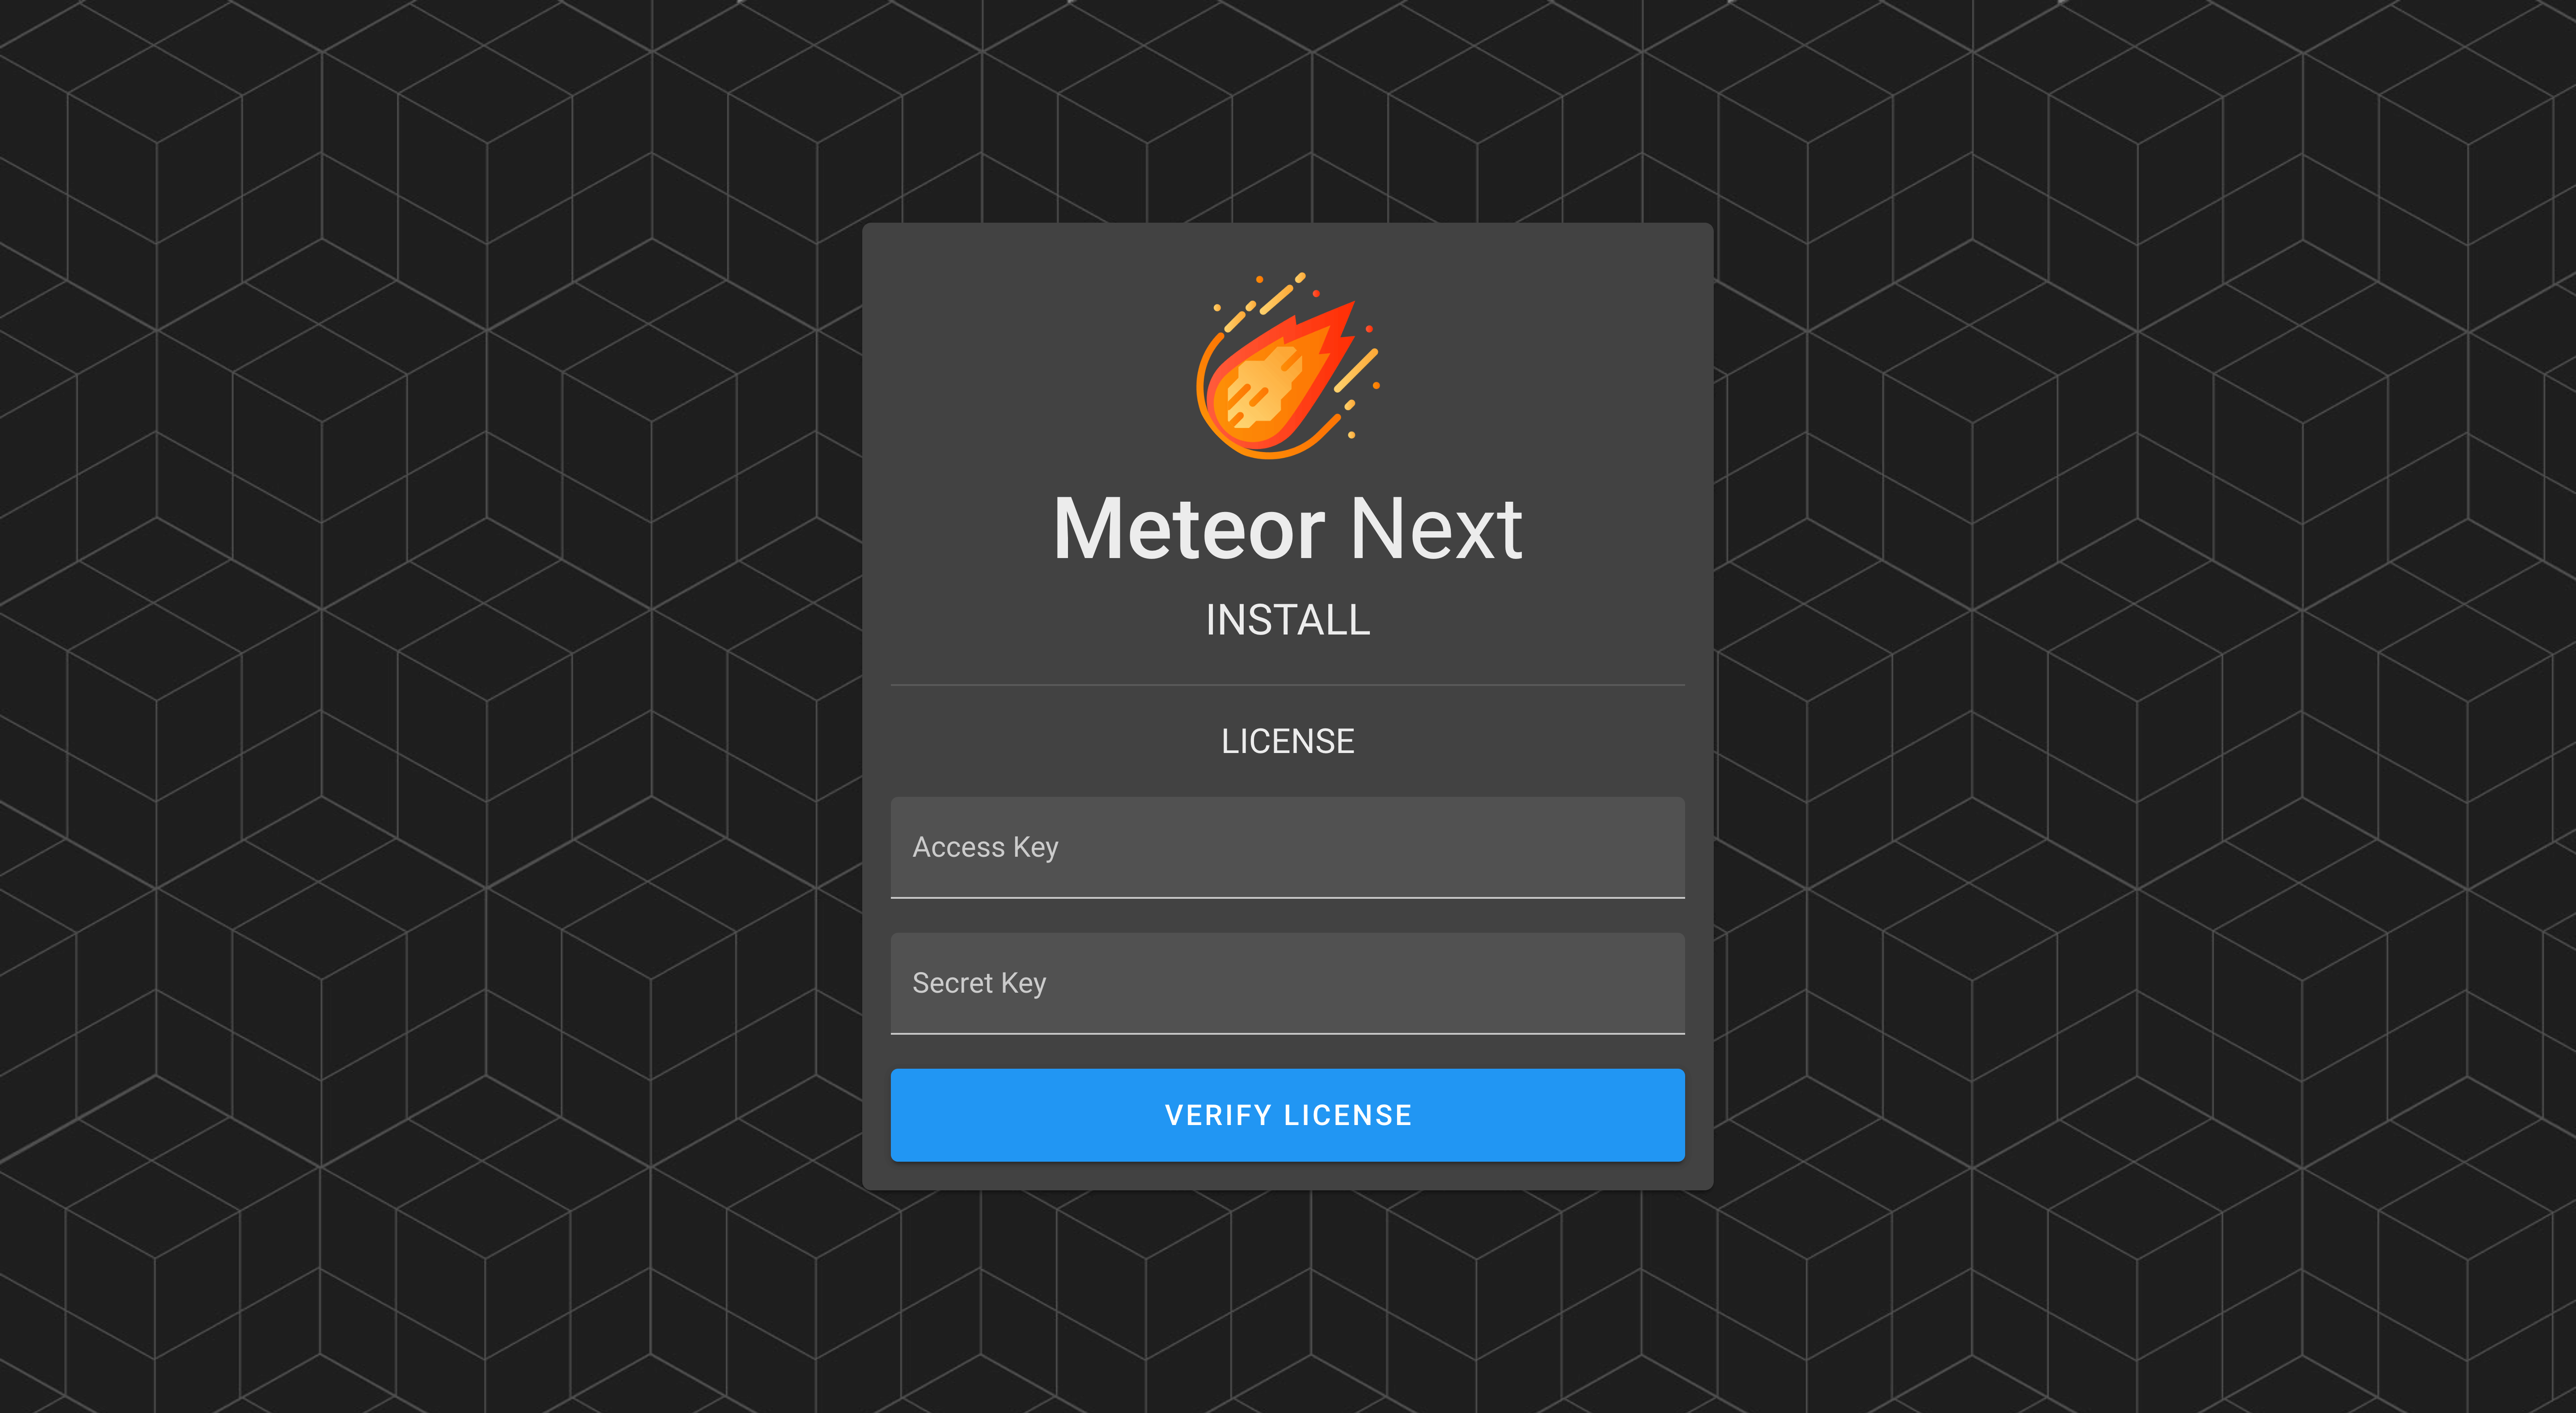 Meteor Next
INSTALL
LICENSE
Access Key
Secret Key
VERIFY LICENSE